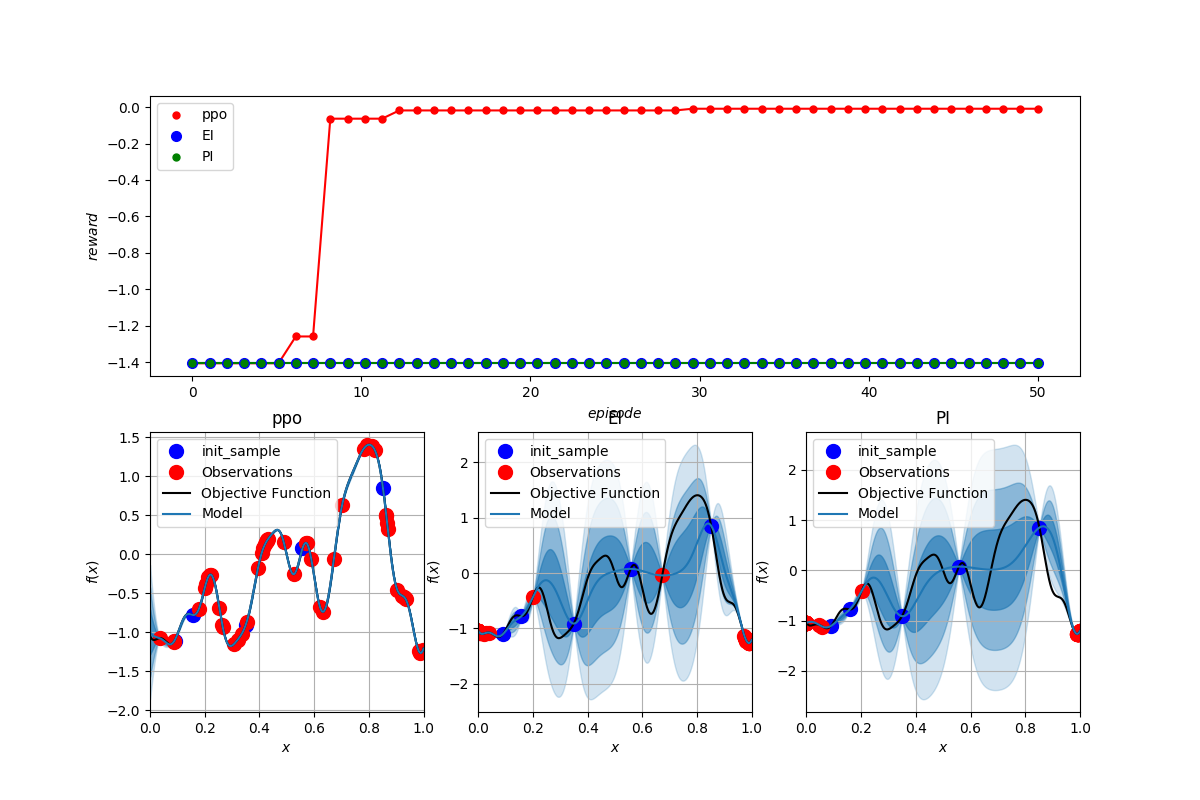 0.0
−0.2
−0.4
−0.6
−0.8
−1.0
−1.2
−1.4
reward
ppo
EI
PI
0 10 20 30 40 50
episode
ppo
EI
PI
1.5
1.0
0.5
0.0
−0.5
−1.0
−1.5
−2.0
f(x)
init_sample
Observations
Objective Function
Model
0.0 0.2 0.4 0.6 0.8 1.0
x
2
1
0
−1
−2
f(x)
init_sample
Observations
Objective Function
Model
0.0 0.2 0.4 0.6 0.8 1.0
x
2
1
0
−1
−2
f(x)
init_sample
Observations
Objective Function
Model
0.0 0.2 0.4 0.6 0.8 1.0
x